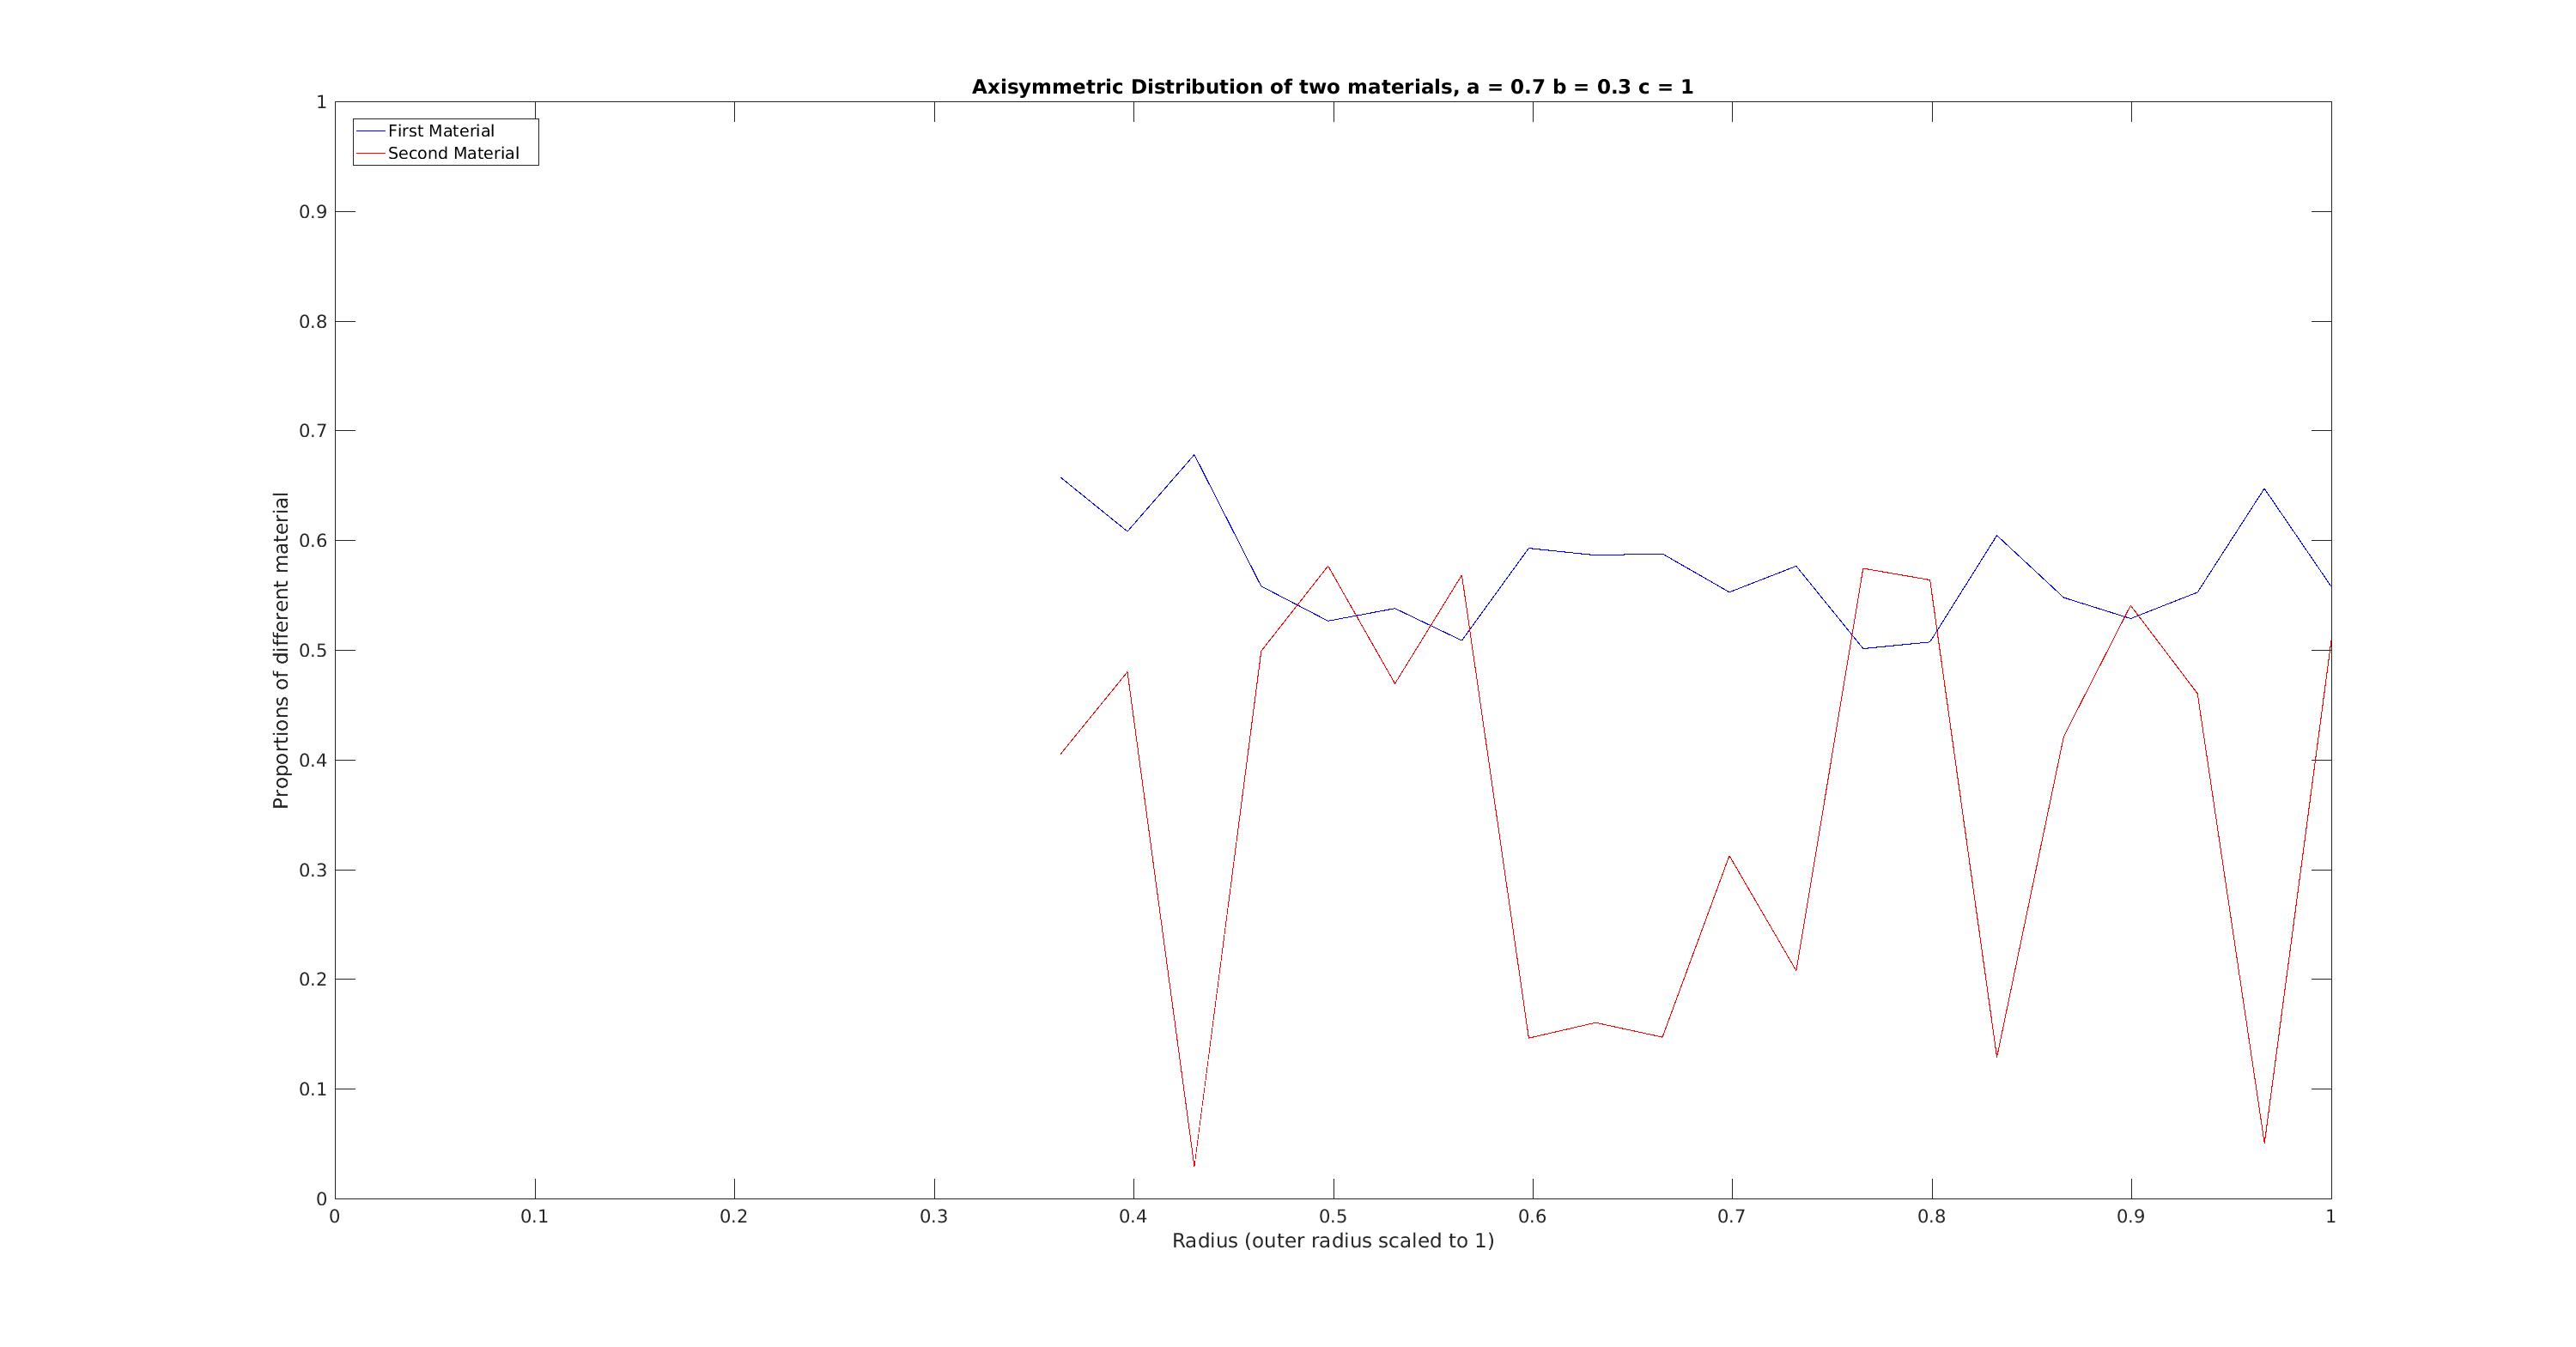 Axisymmetric Distribution of two materials, a = 0.7 b = 0.3 c = 1
First Material
Second Material
1
0.9
0.8
0.7
0.6
0.5
0.4
0.3
0.2
0.1
0
Proportions of different material
0 0.1 0.2 0.3 0.4 0.5 0.6 0.7 0.8 0.9 1
Radius (outer radius scaled to 1)